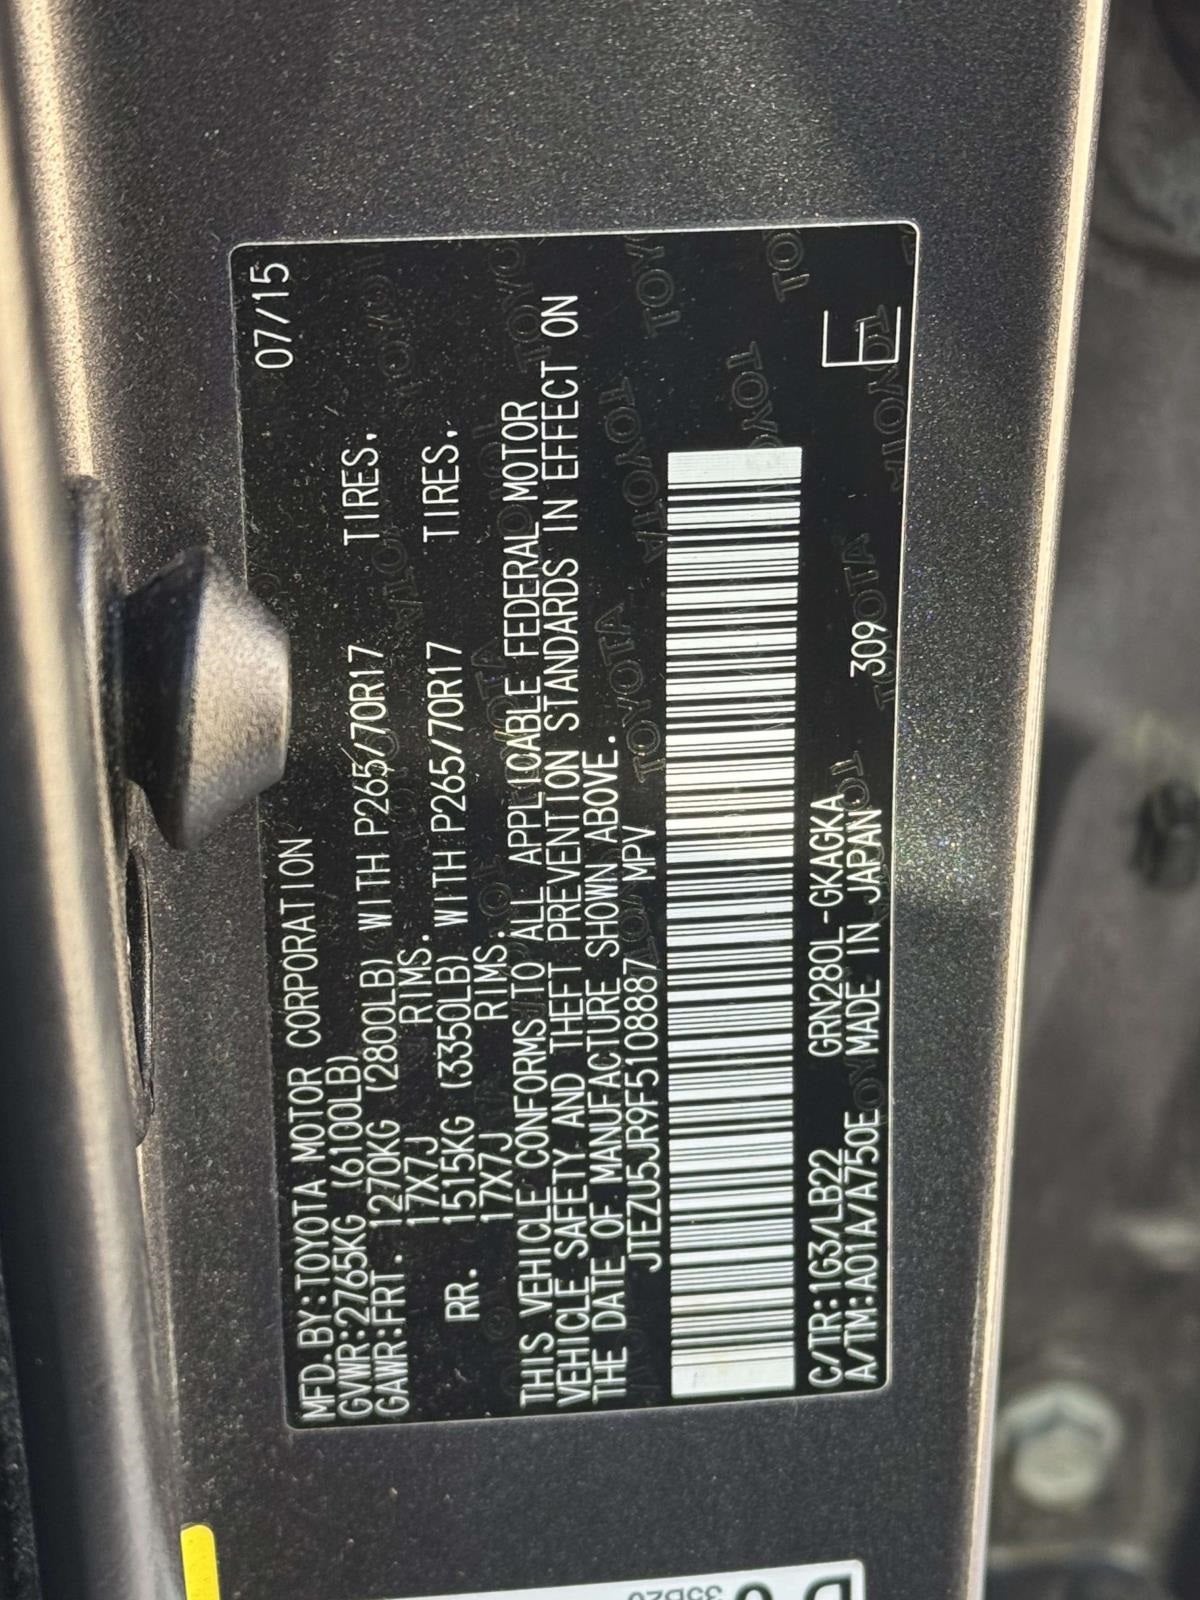 MFD.BY:TOYOTA MOTOR CORPORATION 07/15
GVWR:2765KG (6100LB)
GAWR:FRT. 1270KG (2800LB) WITH P265/70R17 TIRES,
17X7J RIMS.
RR. 1515KG (3350LB) WITH P265/70R17 TIRES,
17X7J RIMS.
THIS VEHICLE CONFORMS TO ALL APPLICABLE FEDERAL MOTOR
VEHICLE SAFETY AND THEFT PREVENTION STANDARDS IN EFFECT ON
THE DATE OF MANUFACTURE SHOWN ABOVE.
JTEZU5JR9F5108887 MPV
C/TR:1G3/LB22 GRN280L-GKAGKA
A/TM:A01A/A750E MADE IN JAPAN 309